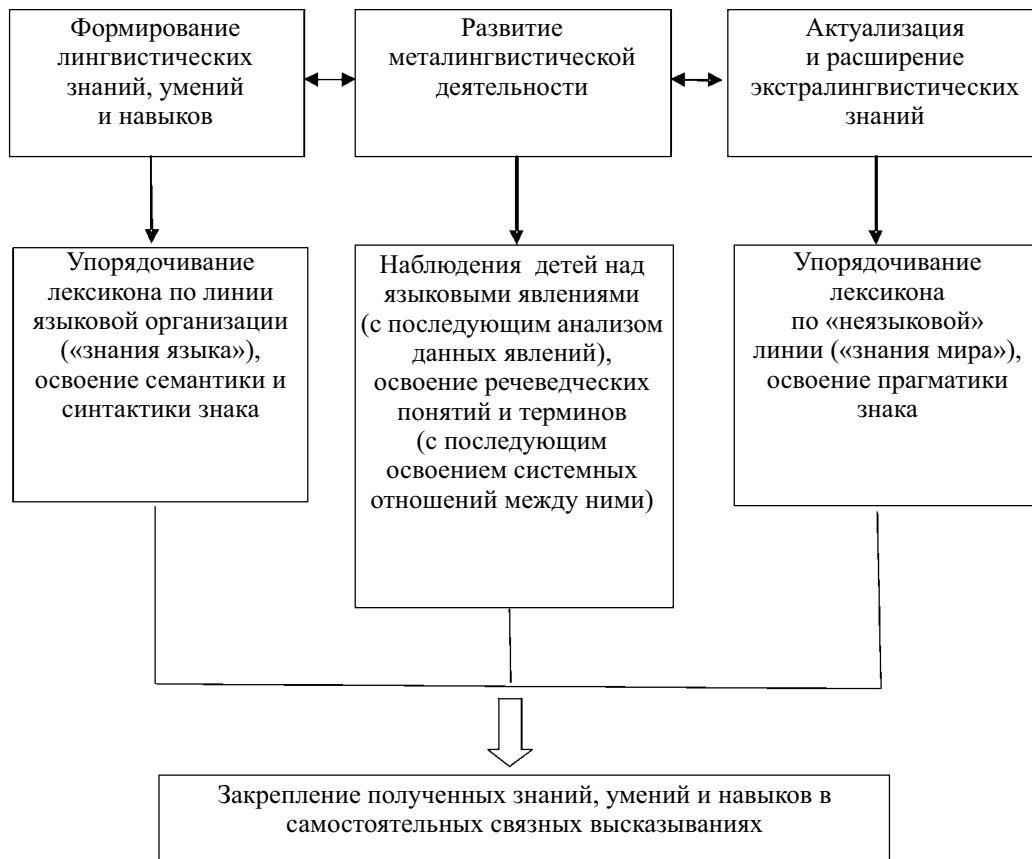 Формирование
лингвистических
знаний, умений
и навыков
Развитие
металингвистической
деятельности
Актуализация
и расширение
экстралингвистических
знаний
Упорядочивание
лексикона по линии
языковой организации
(«знания языка»),
освоение семантики и
синтактики знака
Наблюдения детей над
языковыми явлениями
(с последующим анализом
данных явлений),
освоение речеведческих
понятий и терминов
(с последующим
освоением системных
отношений между ними)
Упорядочивание
лексикона
по «неязыковой»
линии («знания мира»),
освоение прагматики
знака
Закрепление полученных знаний, умений и навыков в
самостоятельных связных высказываниях